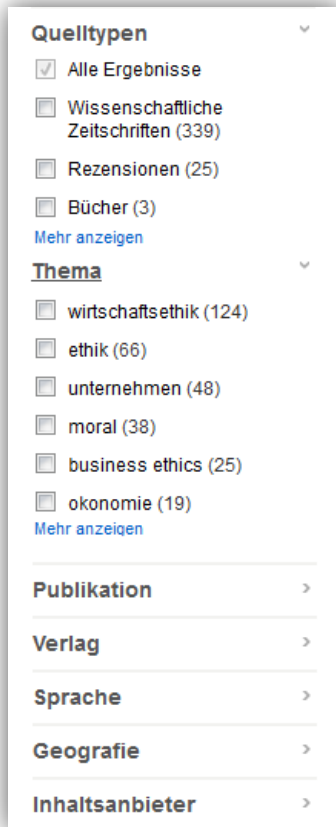 Quelltypen
Alle Ergebnisse
Wissenschaftliche
Zeitschriften (339)
Rezensionen (25)
Bücher (3)
Mehr anzeigen
Thema
wirtschaftsethik (124)
ethik (66)
unternehmen (48)
moral (38)
business ethics (25)
okonomie (19)
Mehr anzeigen
Publikation
Verlag
Sprache
Geografie
Inhaltsanbieter